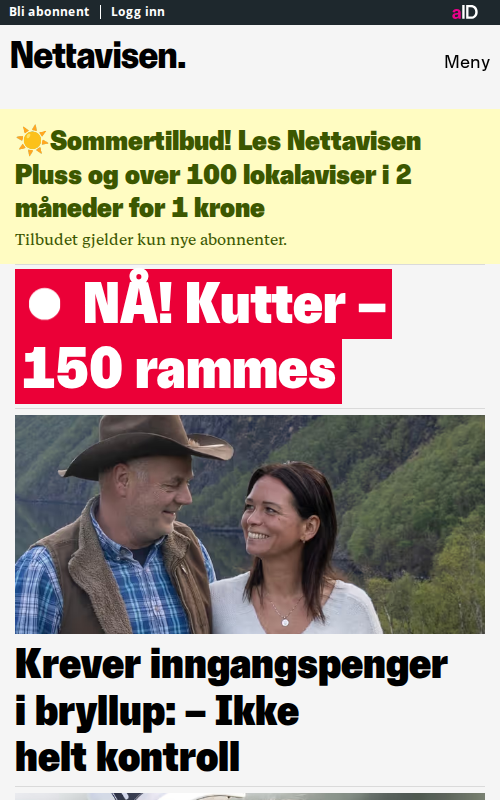 Bli abonnent | Logg inn
aID
Nettavisen.
Meny
☀️Sommertilbud! Les Nettavisen
Pluss og over 100 lokalaviser i 2
måneder for 1 krone
Tilbudet gjelder kun nye abonnenter.
NÅ! Kutter –
150 rammes
Krever inngangspenger
i bryllup: – Ikke
helt kontroll